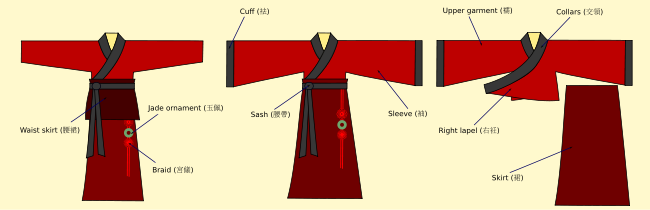 Cuff (袪)
Upper garment (襦)
Collars (交領)
Jade ornament (玉佩)
Sash (腰帶)
Sleeve (袖)
Waist skirt (腰裙)
Right lapel (右衽)
Braid (宮絛)
Skirt (裙)